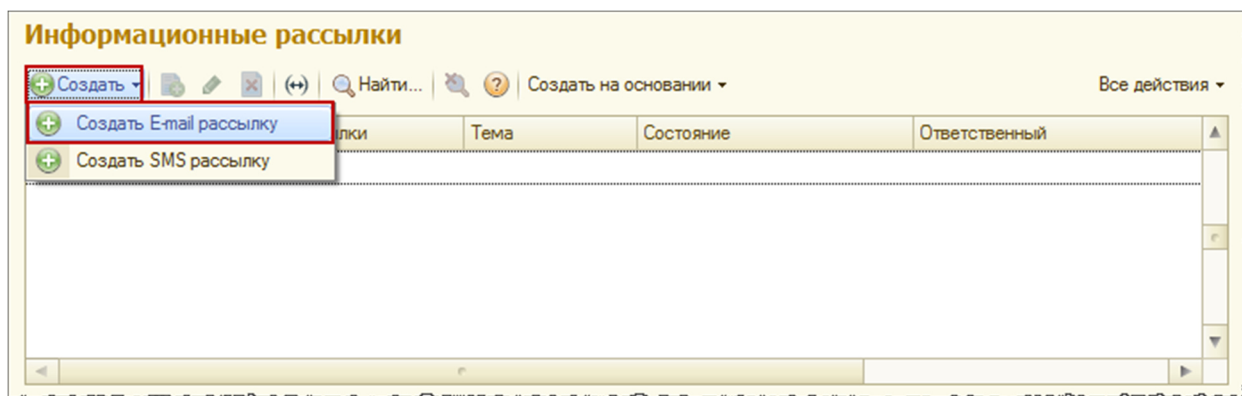 Информационные рассылки
Создать Найти... Создать на основании Все действия
Создать E-mail рассылку
Тема Состояние Ответственный
Создать SMS рассылку